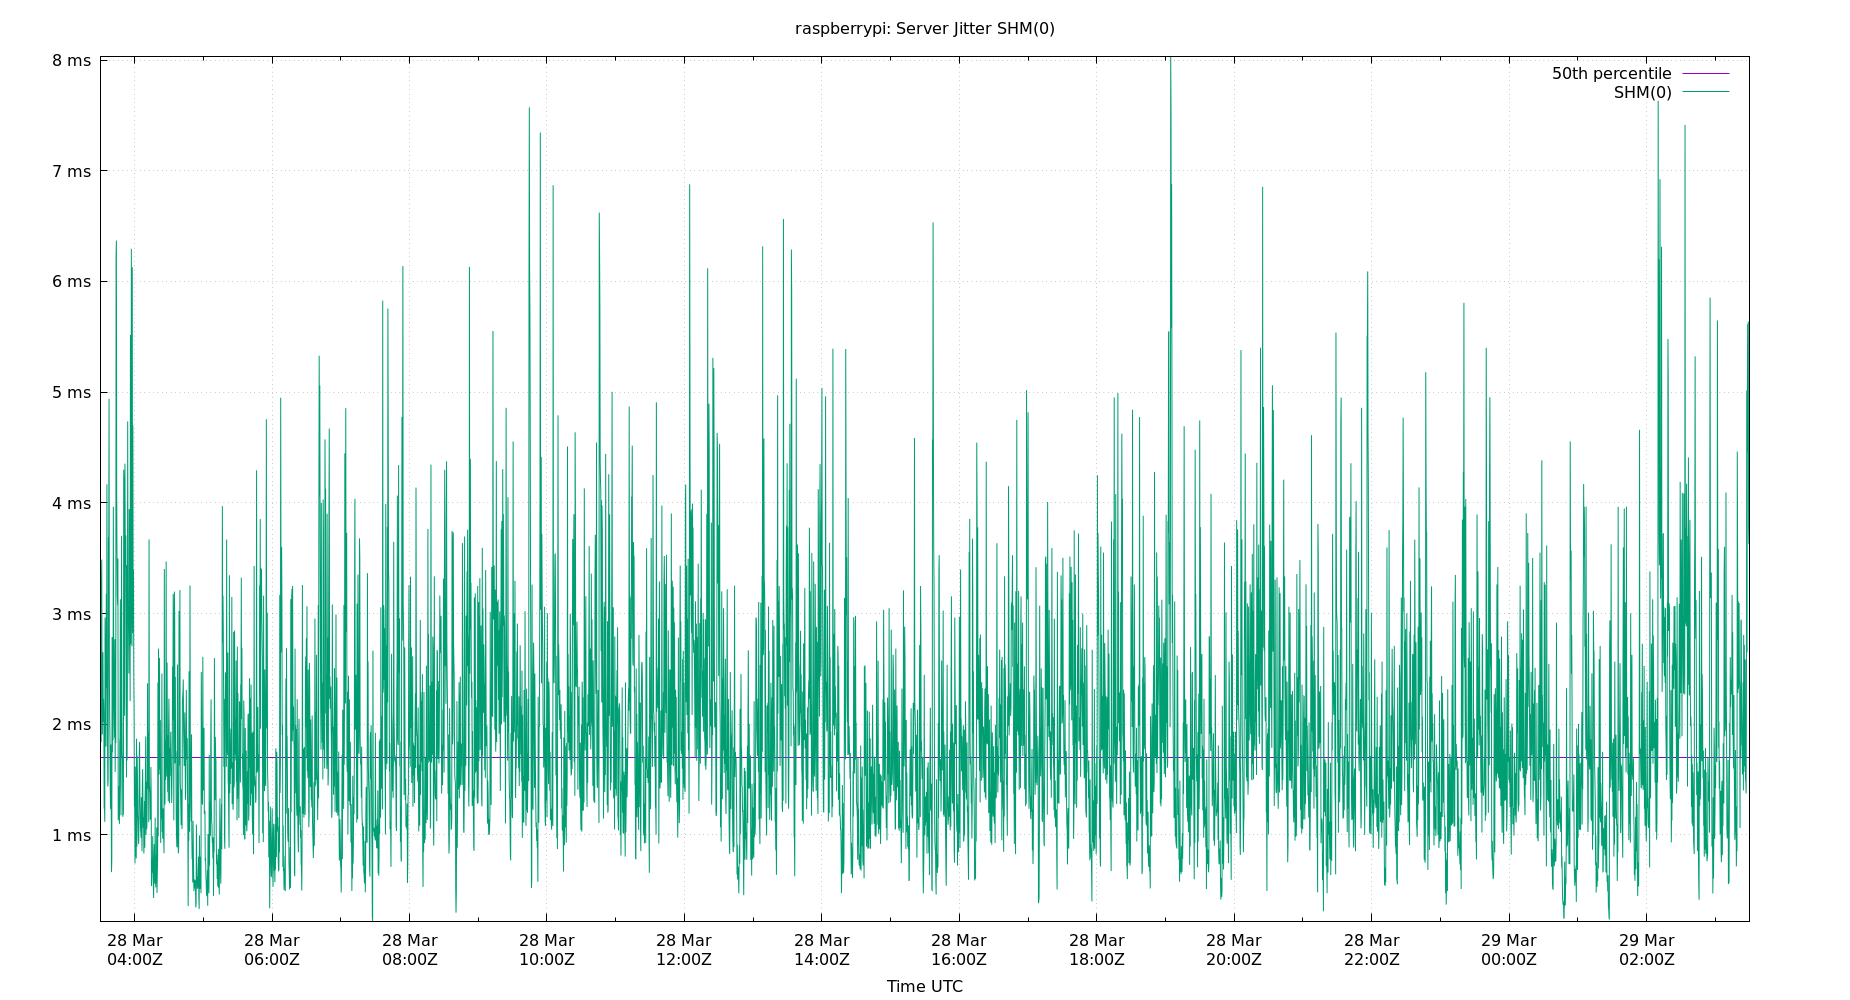 raspberrypi: Server Jitter SHM(0)
8 ms
7 ms
6 ms
5 ms
4 ms
3 ms
2 ms
1 ms
50th percentile
SHM(0)
28 Mar 28 Mar 28 Mar 28 Mar 28 Mar 28 Mar 28 Mar 28 Mar 28 Mar 28 Mar 29 Mar 29 Mar
04:00Z 06:00Z 08:00Z 10:00Z 12:00Z 14:00Z 16:00Z 18:00Z 20:00Z 22:00Z 00:00Z 02:00Z
Time UTC